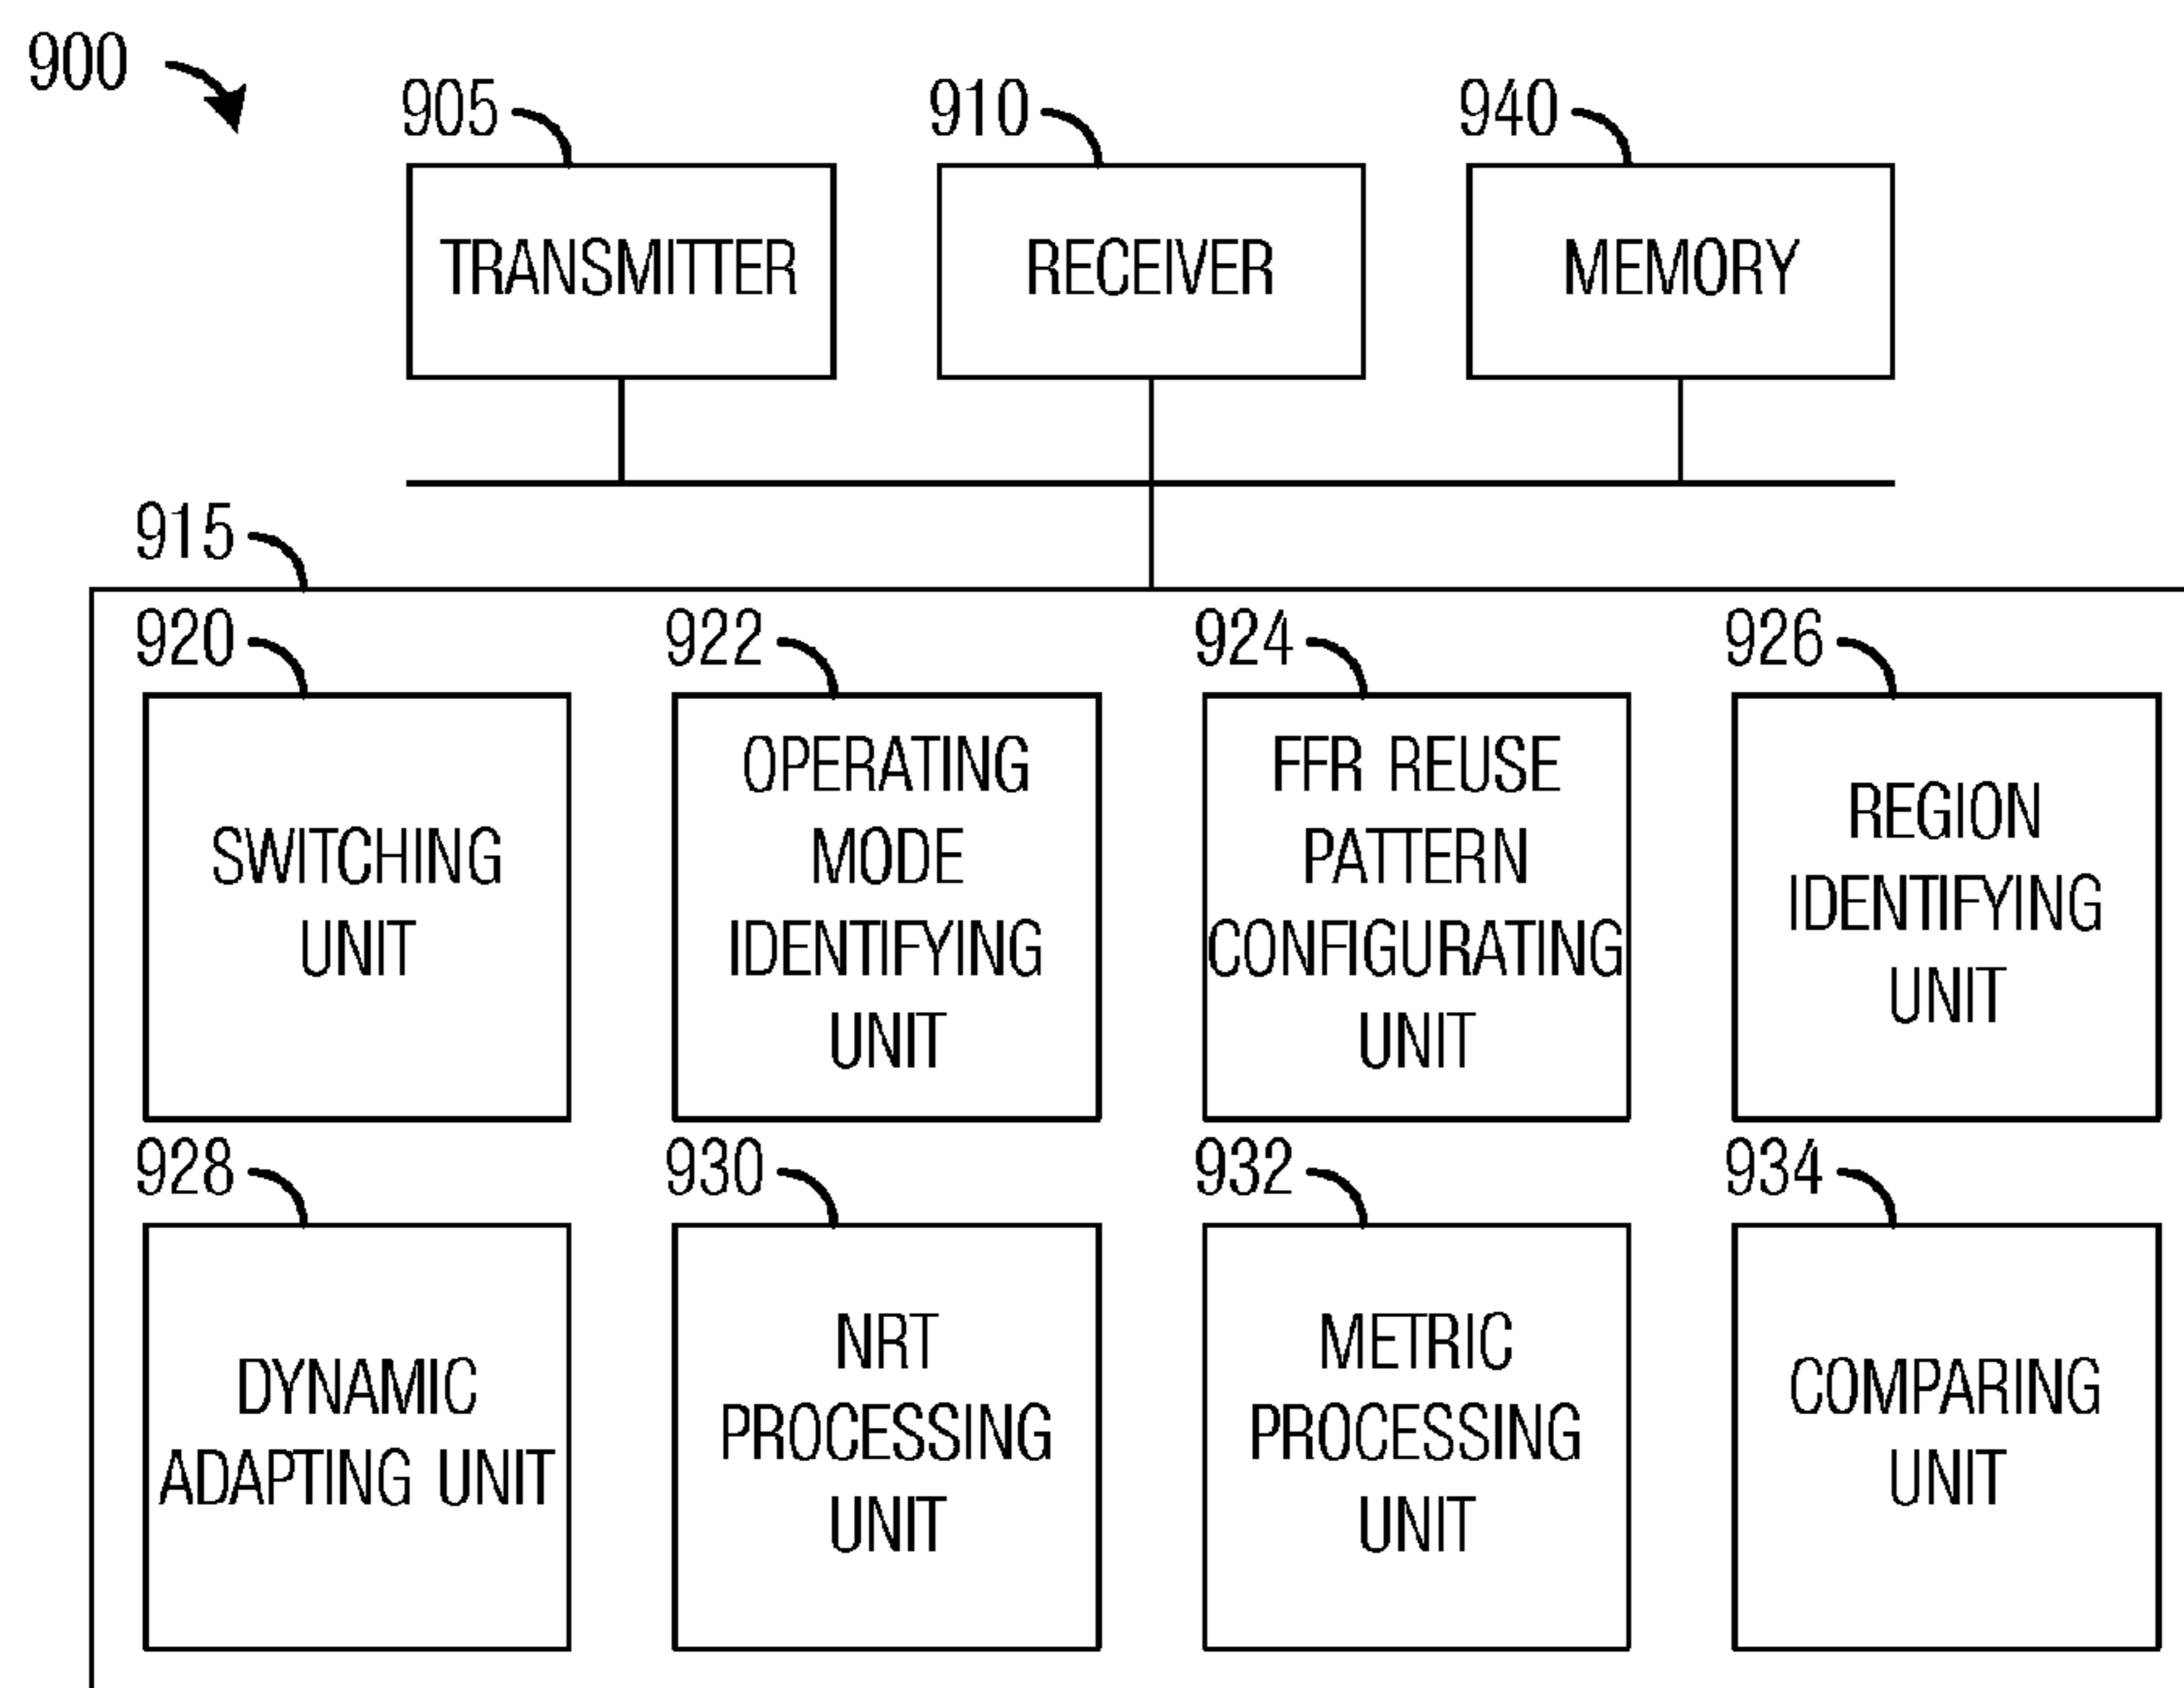 900
905
910
940
TRANSMITTER
RECEIVER
MEMORY
915
920
922
924
926
SWITCHING
UNIT
OPERATING
MODE
IDENTIFYING
UNIT
FFR REUSE
PATTERN
CONFIGURATING
UNIT
REGION
IDENTIFYING
UNIT
928
930
932
934
DYNAMIC
ADAPTING UNIT
NRT
PROCESSING
UNIT
METRIC
PROCESSING
UNIT
COMPARING
UNIT